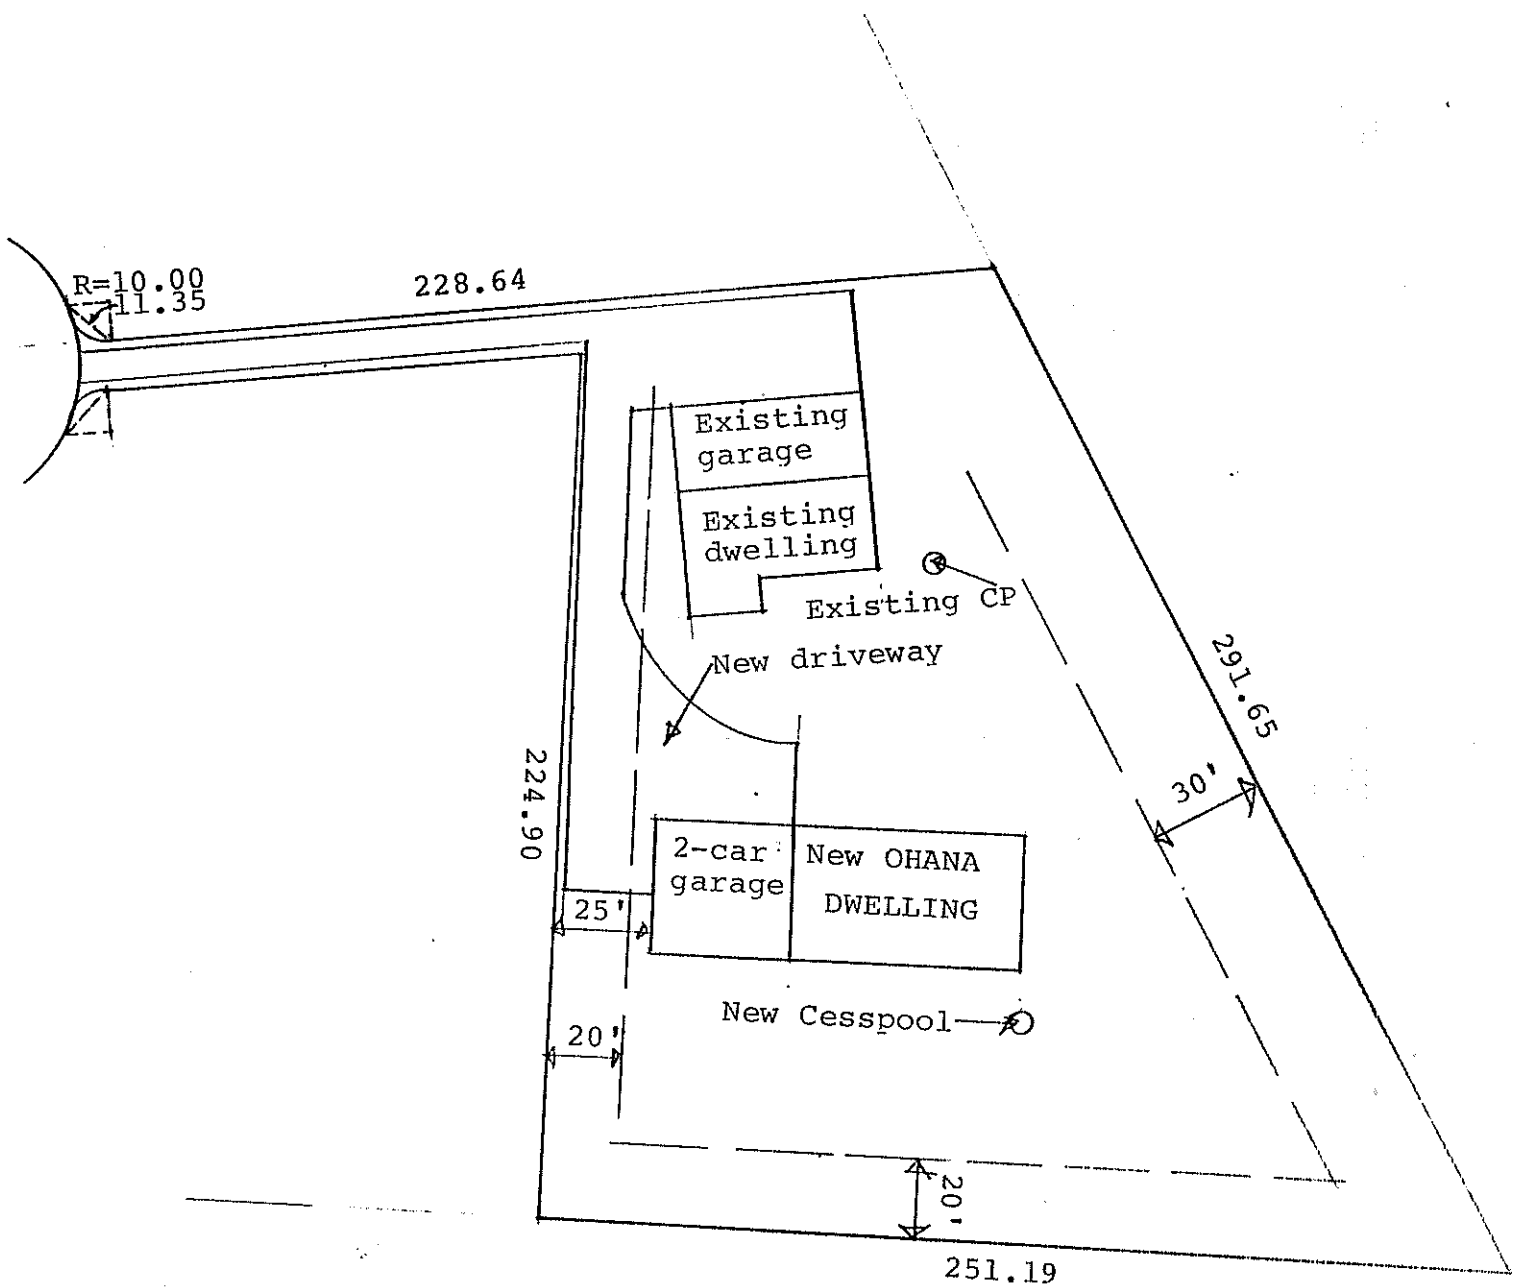 R=10.00
11.35
228.64
Existing
garage
Existing
dwelling
Existing CP
New driveway
291.65
30'
224.90
2-car
garage
New OHANA
DWELLING
25'
New Cesspool
20'
20'
251.19